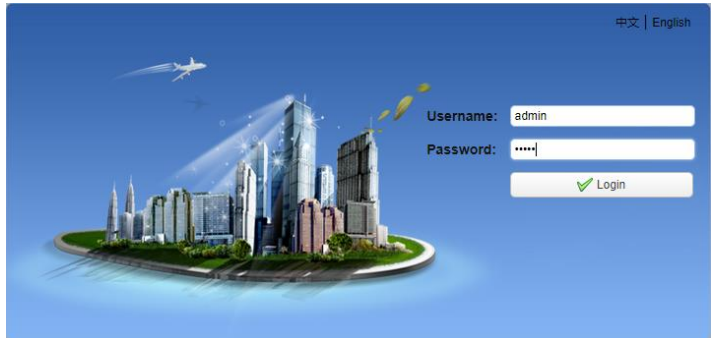 中文 | English
Username: admin
Password: •••••
Login